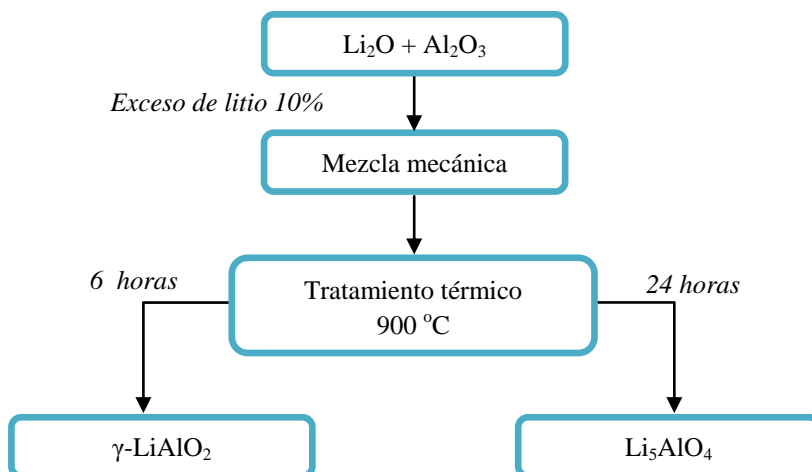 Li₂O + Al₂O₃
Exceso de litio 10%
Mezcla mecánica
6 horas
24 horas
Tratamiento térmico
900 °C
γ-LiAlO₂
Li₅AlO₄